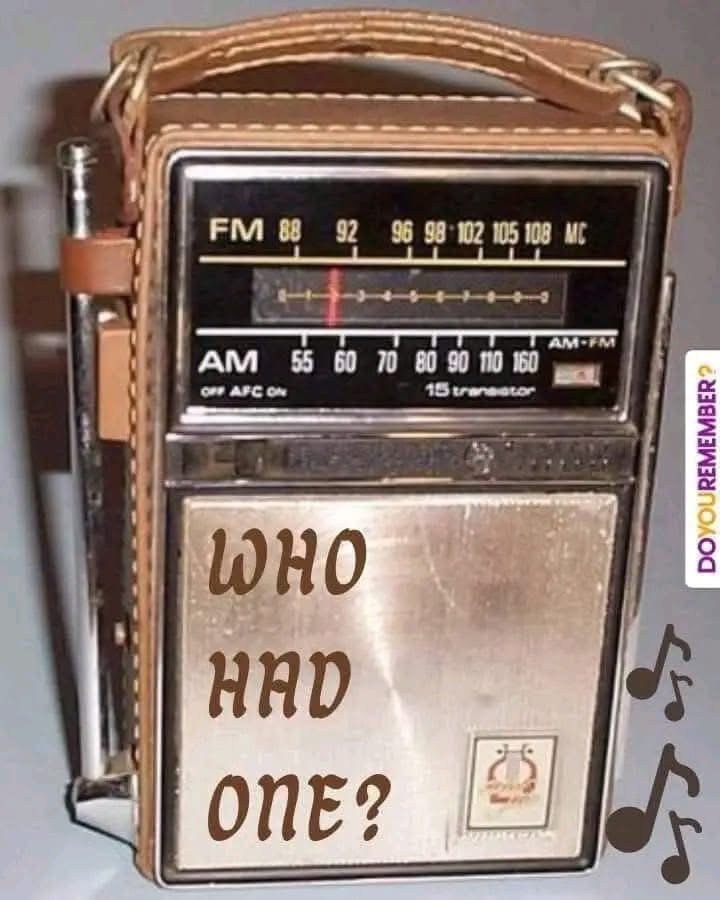 FM 88 92 96 98 102 105 108 MC
AM-FM
AM 55 60 70 80 90 110 160
OFF AFC ON 15 transistor
WHO
HAD
ONE?
DOYOUREMEMBER?